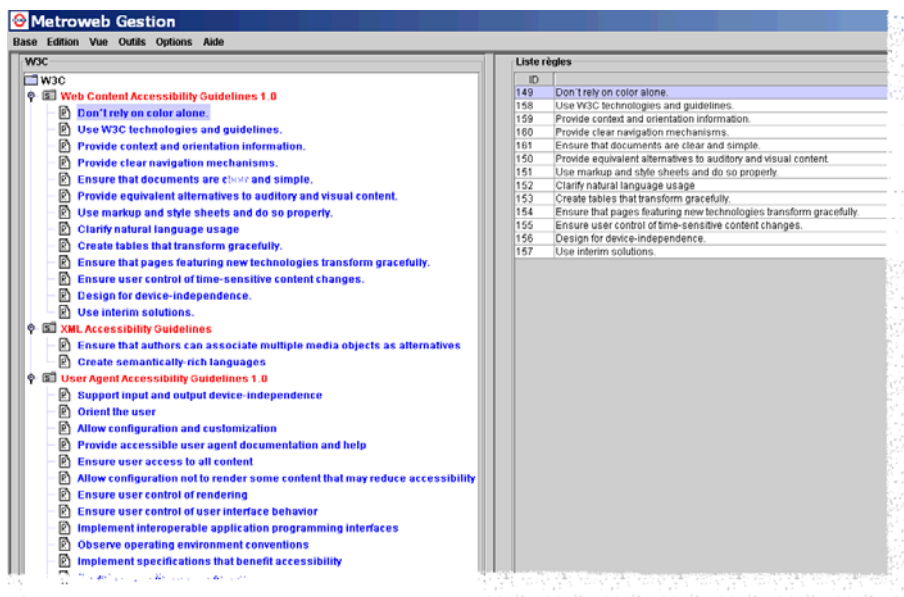 Metroweb Gestion
Base Edition Vue Outils Options Aide
W3C
W3C
Web Content Accessibility Guidelines 1.0
Don't rely on color alone.
Use W3C technologies and guidelines.
Provide context and orientation information.
Provide clear navigation mechanisms.
Ensure that documents are and simple.
Provide equivalent alternatives to auditory and visual content.
Use markup and style sheets and do so properly.
Clarify natural language usage
Create tables that transform gracefully.
Ensure that pages featuring new technologies transform gracefully.
Ensure user control of time-sensitive content changes.
Design for device-independence.
Use interim solutions.
XML Accessibility Guidelines
Ensure that authors can associate multiple media objects as alternatives
Create semantically-rich languages
User Agent Accessibility Guidelines 1.0
Support input and output device-independence
Orient the user
Allow configuration and customization
Provide accessible user agent documentation and help
Ensure user access to all content
Allow configuration not to render some content that may reduce accessibility
Ensure user control of rendering
Ensure user control of user interface behavior
Implement interoperable application programming interfaces
Observe operating environment conventions
Implement specifications that benefit accessibility
Liste règles
ID
149 Don't rely on color alone.
158 Use W3C technologies and guidelines.
159 Provide context and orientation information.
160 Provide clear navigation mechanisms.
161 Ensure that documents are clear and simple.
150 Provide equivalent alternatives to auditory and visual content.
151 Use markup and style sheets and do so properly.
152 Clarify natural language usage
153 Create tables that transform gracefully.
154 Ensure that pages featuring new technologies transform gracefully.
155 Ensure user control of time-sensitive content changes.
156 Design for device-independence.
157 Use interim solutions.